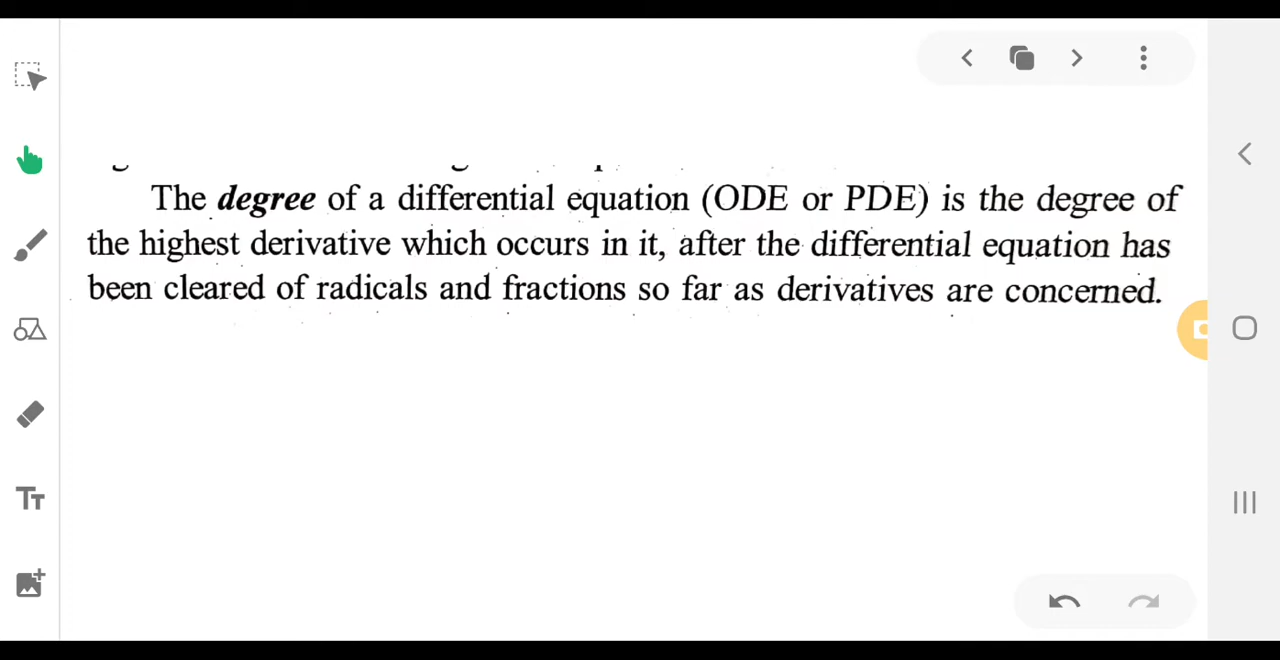 The degree of a differential equation (ODE or PDE) is the degree of
the highest derivative which occurs in it, after the differential equation has
been cleared of radicals and fractions so far as derivatives are concerned.